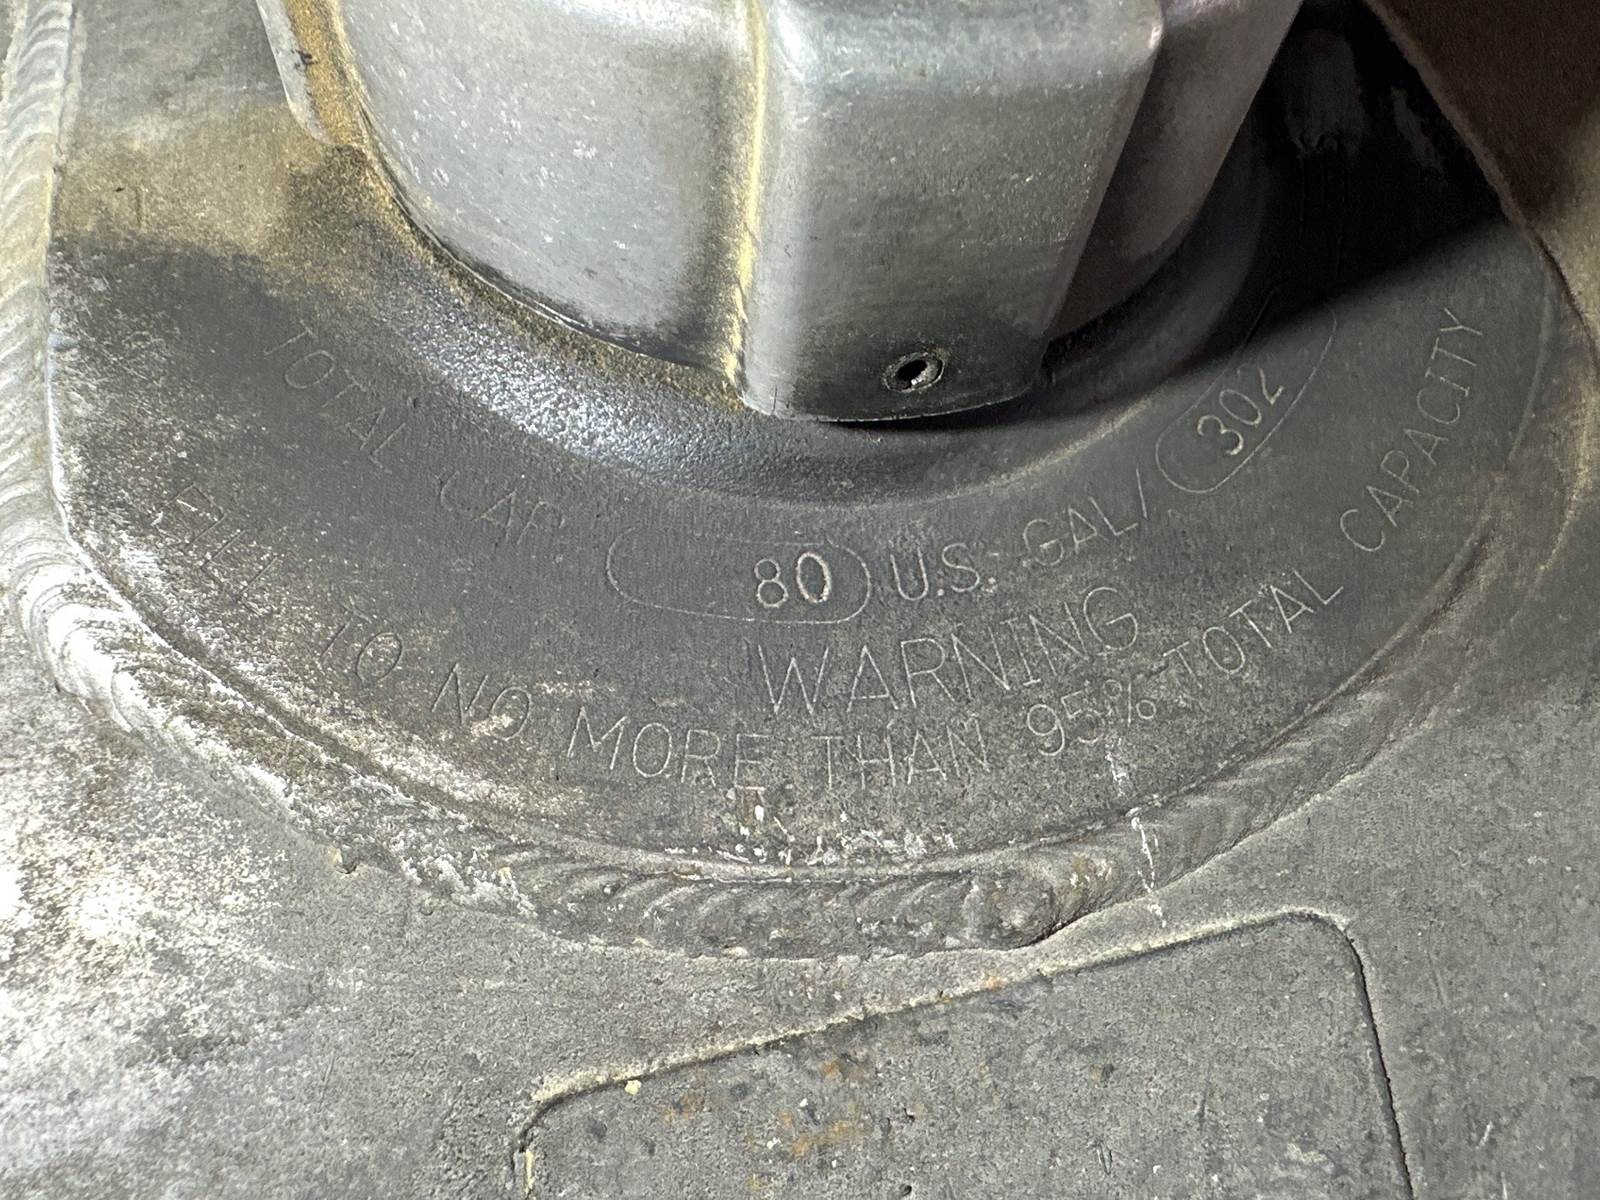 TOTAL CAP. 80 U.S. GAL/ 302
WARNING
FILL TO NO MORE THAN 95% TOTAL CAPACITY